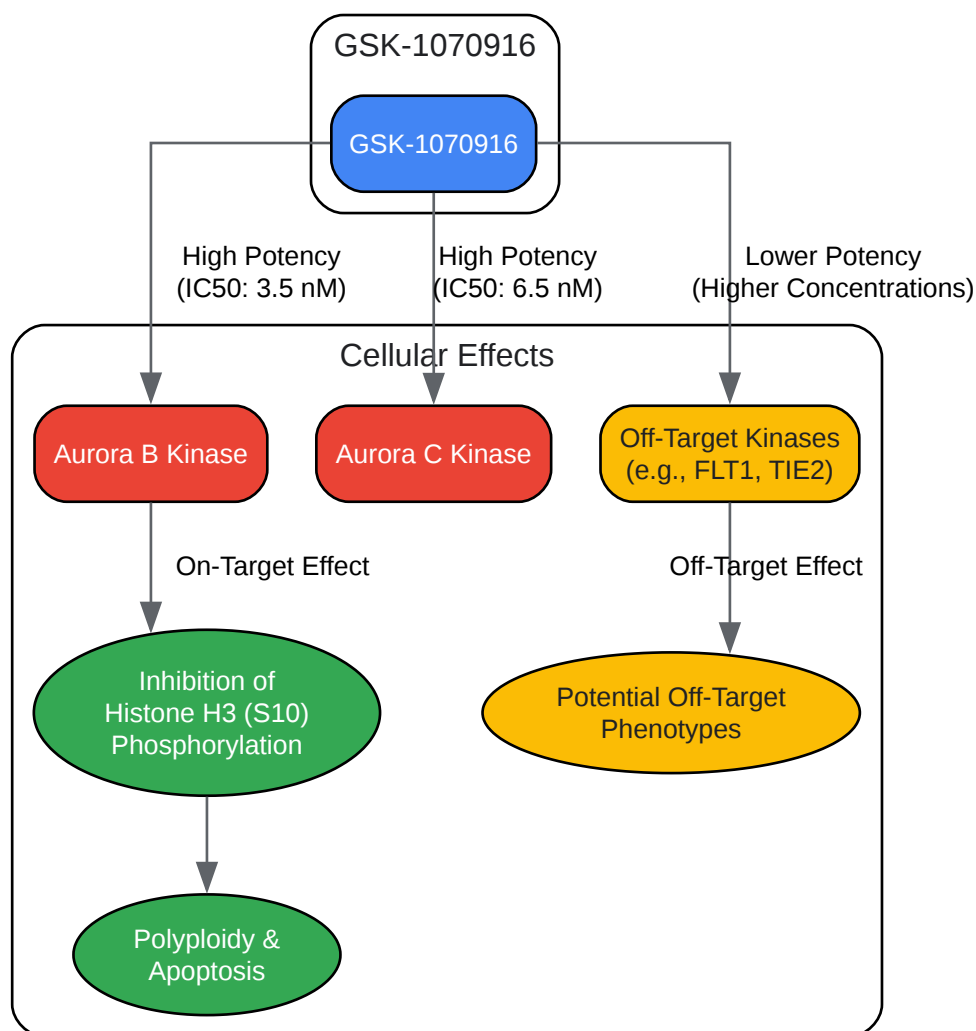 GSK-1070916
GSK-1070916
High Potency
(IC50: 3.5 nM)
High Potency
(IC50: 6.5 nM)
Lower Potency
(Higher Concentrations)
Cellular Effects
Aurora B Kinase
Aurora C Kinase
Off-Target Kinases
(e.g., FLT1, TIE2)
On-Target Effect
Off-Target Effect
Inhibition of
Histone H3 (S10)
Phosphorylation
Potential Off-Target
Phenotypes
Polyploidy &
Apoptosis